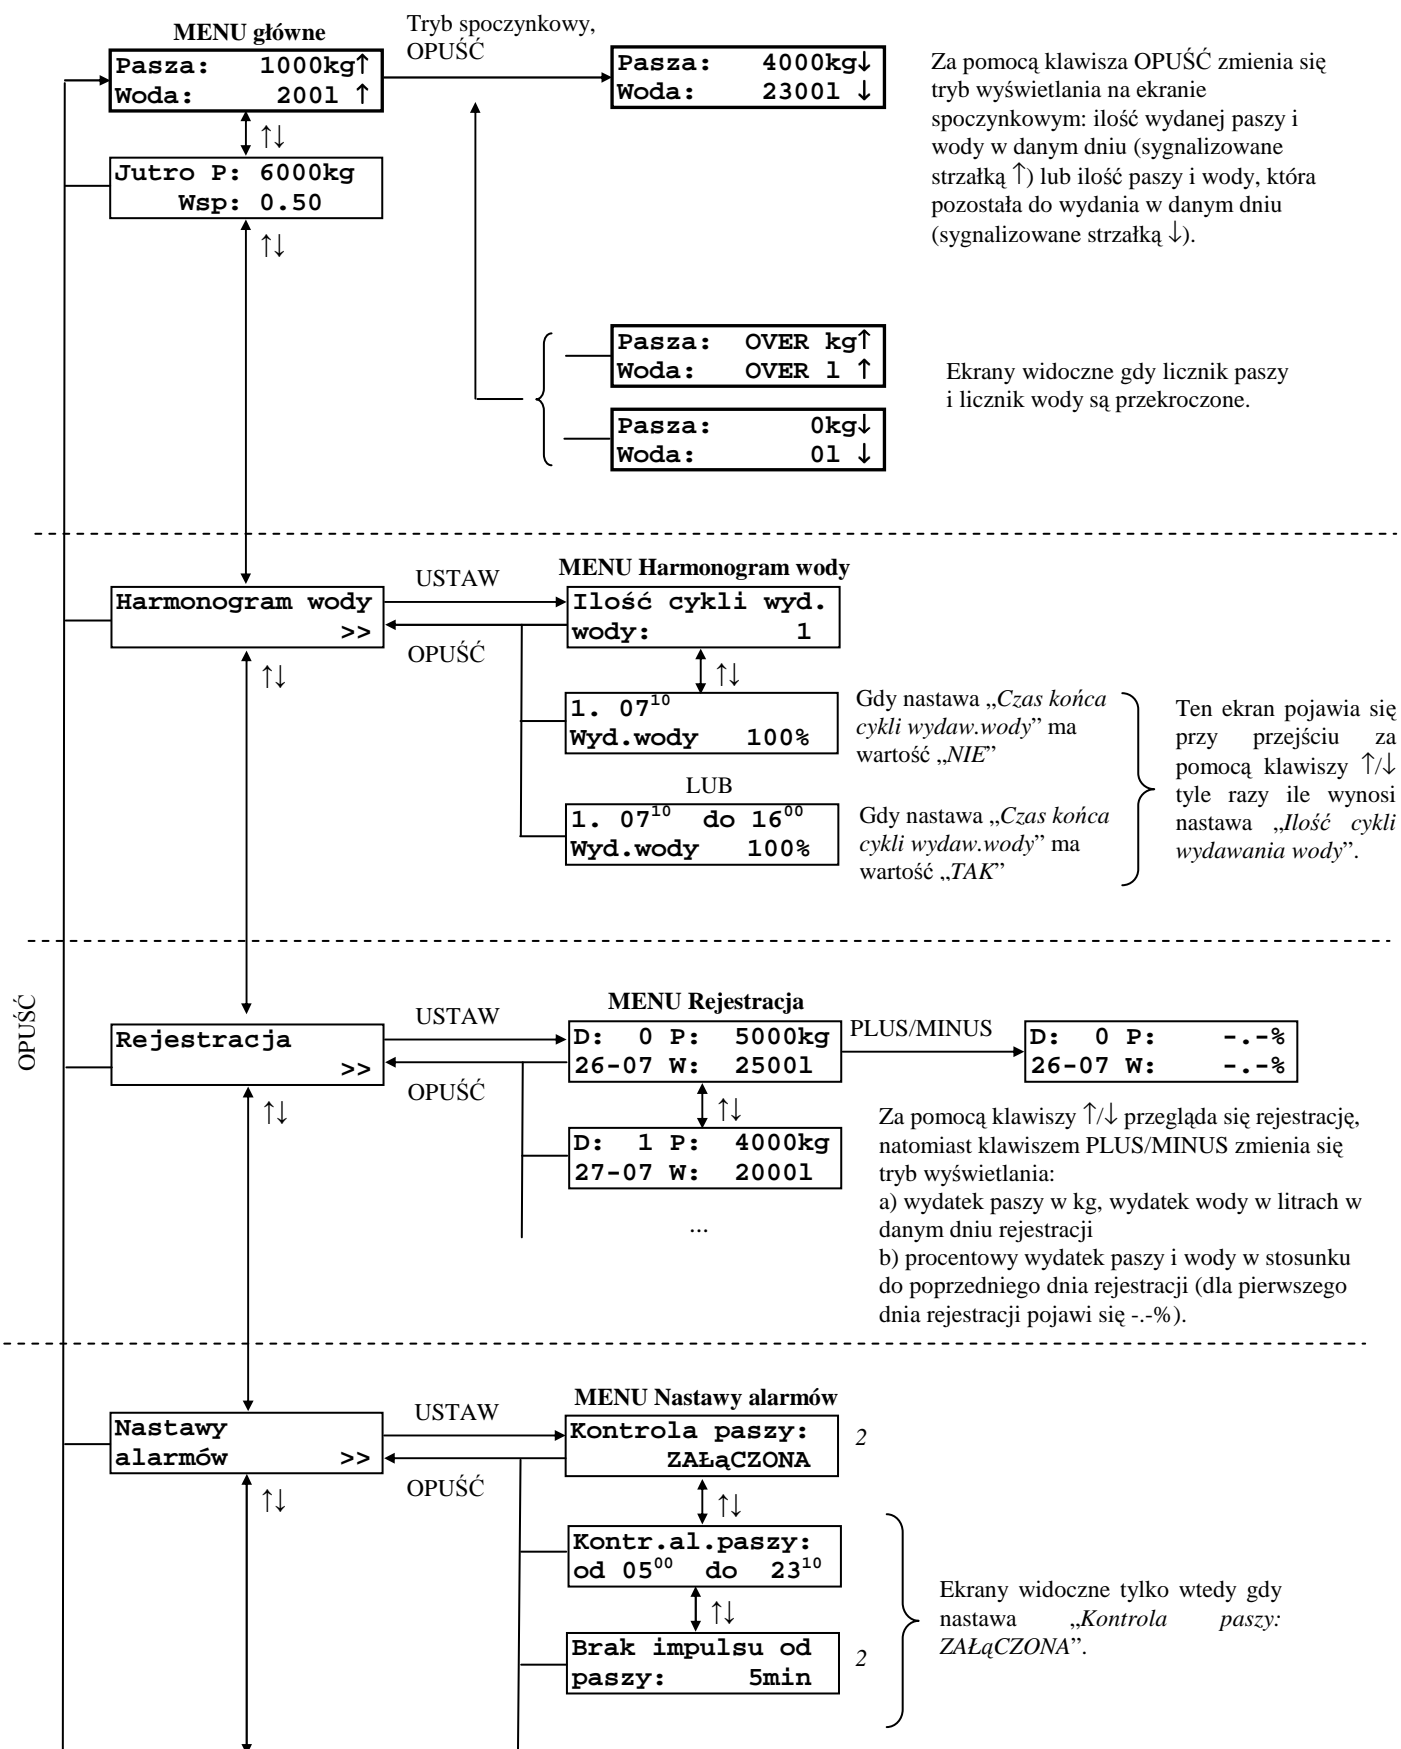 MENU główne
Tryb spoczynkowy,
OPUŚĆ
Pasza: 1000kg↑
Woda: 200l ↑
Pasza: 4000kg↓
Woda: 2300l ↓
Za pomocą klawisza OPUŚĆ zmienia się
tryb wyświetlania na ekranie
spoczynkowym: ilość wydanej paszy i
wody w danym dniu (sygnalizowane
strzałką ↑) lub ilość paszy i wody, która
pozostała do wydania w danym dniu
(sygnalizowane strzałką ↓).
↑↓
Jutro P: 6000kg
Wsp: 0.50
↑↓
Pasza: OVER kg↑
Woda: OVER l ↑
Pasza: 0kg↓
Woda: 0l ↓
Ekrany widoczne gdy licznik paszy
i licznik wody są przekroczone.
MENU Harmonogram wody
Harmonogram wody
>>
USTAW
OPUŚĆ
Ilość cykli wyd.
wody: 1
↑↓
↑↓
1. 07¹⁰
Wyd.wody 100%
Gdy nastawa „Czas końca
cykli wydaw.wody” ma
wartość „NIE”
LUB
1. 07¹⁰ do 16⁰⁰
Wyd.wody 100%
Gdy nastawa „Czas końca
cykli wydaw.wody” ma
wartość „TAK”
Ten ekran pojawia się
przy przejściu za
pomocą klawiszy ↑/↓
tyle razy ile wynosi
nastawa „Ilość cykli
wydawania wody”.
OPUŚĆ
MENU Rejestracja
Rejestracja
>>
USTAW
OPUŚĆ
D: 0 P: 5000kg
26-07 W: 2500l
PLUS/MINUS
D: 0 P: -.-%
26-07 W: -.-%
↑↓
↑↓
D: 1 P: 4000kg
27-07 W: 2000l
...
Za pomocą klawiszy ↑/↓ przegląda się rejestrację,
natomiast klawiszem PLUS/MINUS zmienia się
tryb wyświetlania:
a) wydatek paszy w kg, wydatek wody w litrach w
danym dniu rejestracji
b) procentowy wydatek paszy i wody w stosunku
do poprzedniego dnia rejestracji (dla pierwszego
dnia rejestracji pojawi się -.-%).
MENU Nastawy alarmów
Nastawy
alarmów >>
USTAW
OPUŚĆ
Kontrola paszy:
ZAŁąCZONA
2
↑↓
↑↓
Kontr.al.paszy:
od 05⁰⁰ do 23¹⁰
↑↓
Brak impulsu od
paszy: 5min
2
Ekrany widoczne tylko wtedy gdy
nastawa „Kontrola paszy:
ZAŁąCZONA”.